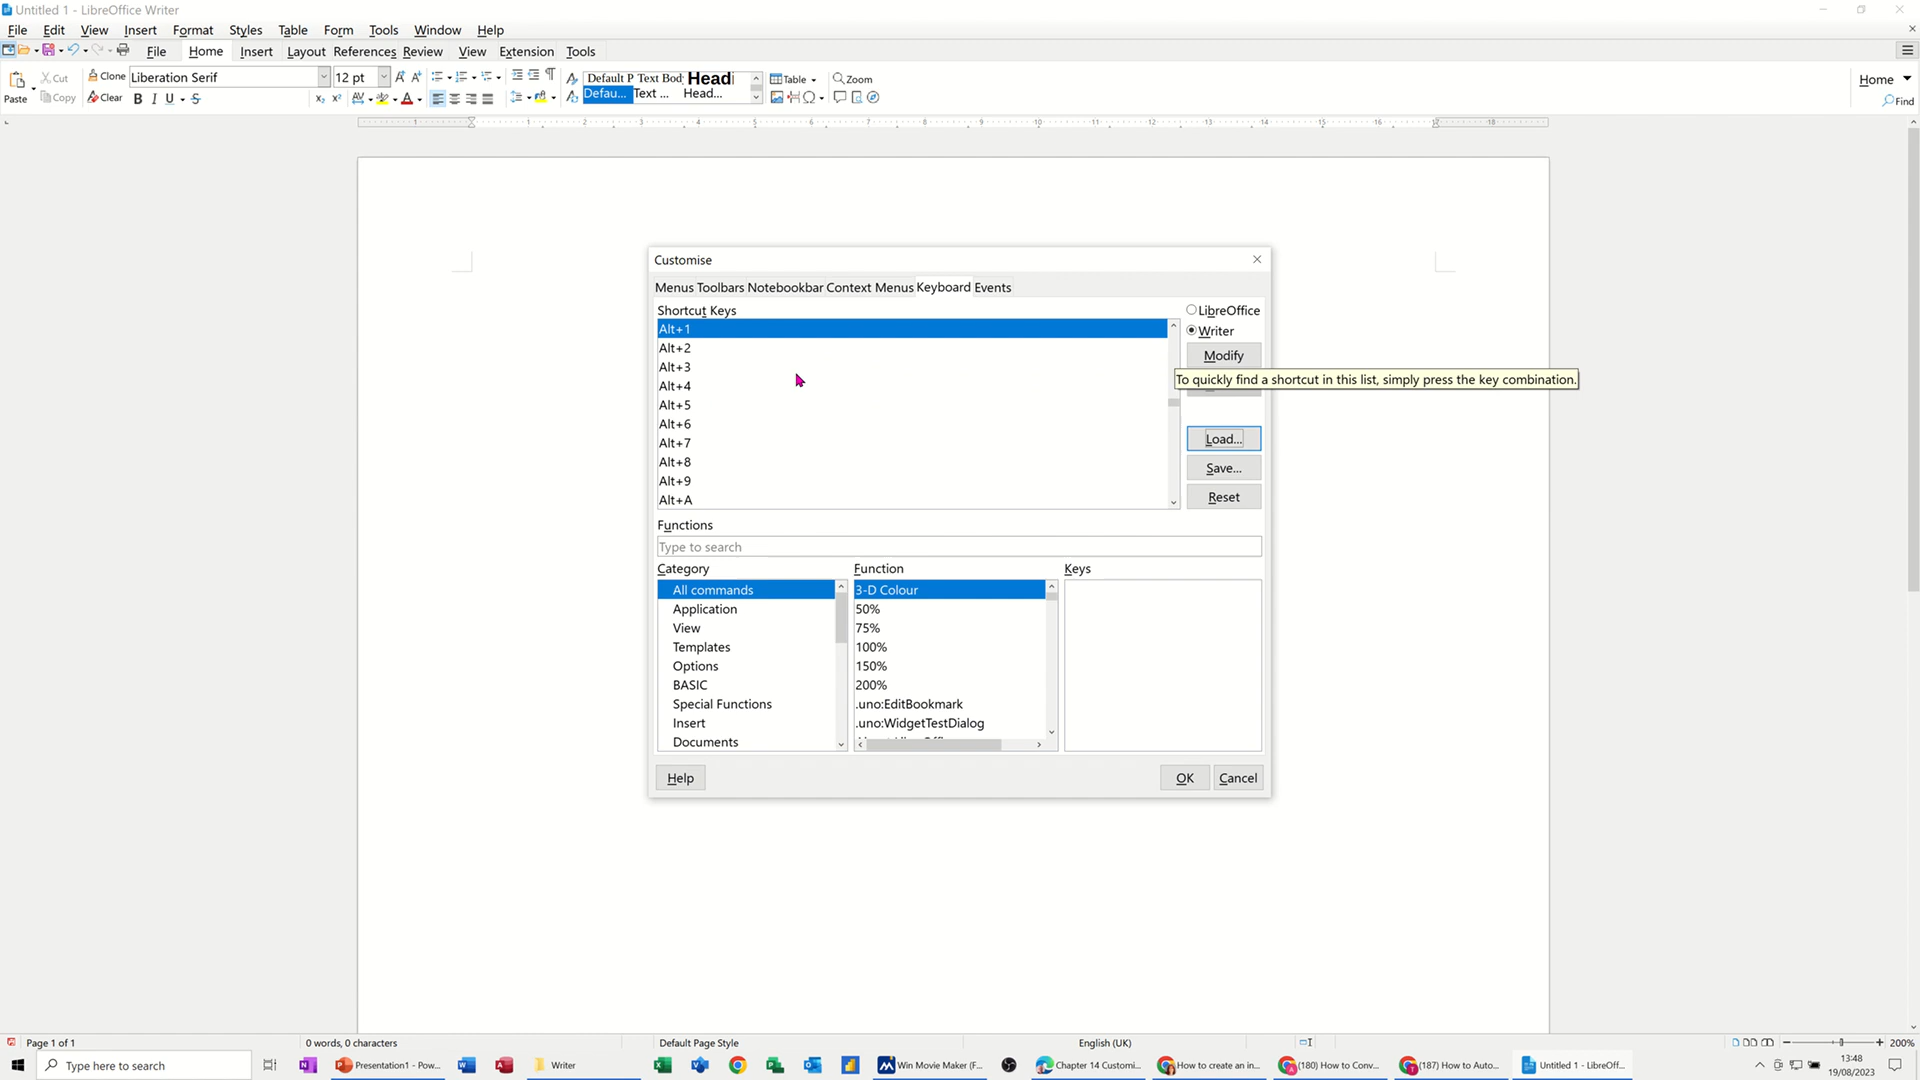 Untitled 1 - LibreOffice Writer
File Edit View Insert Format Styles Table Form Tools Window Help
File Home Insert Layout References Review View Extension Tools
Paste Cut Copy Clone Clear
Liberation Serif 12 pt
Default P Text Body Headi
Defau... Text ... Head...
Table Zoom
Home
Find
Customise
Menus Toolbars Notebookbar Context Menus Keyboard Events
Shortcut Keys
Alt+1
Alt+2
Alt+3
Alt+4
Alt+5
Alt+6
Alt+7
Alt+8
Alt+9
Alt+A
LibreOffice
Writer
Modify
To quickly find a shortcut in this list, simply press the key combination.
Load...
Save...
Reset
Functions
Type to search
Category
All commands
Application
View
Templates
Options
BASIC
Special Functions
Insert
Documents
Function
3-D Colour
50%
75%
100%
150%
200%
.uno:EditBookmark
.uno:WidgetTestDialog
Keys
Help OK Cancel
Page 1 of 1 0 words, 0 characters Default Page Style English (UK) 200%
Type here to search
Presentation1 - Pow...
Writer
Win Movie Maker (F...
Chapter 14 Customi...
How to create an in...
(180) How to Conv...
(187) How to Auto...
Untitled 1 - LibreOff...
13:48
19/08/2023